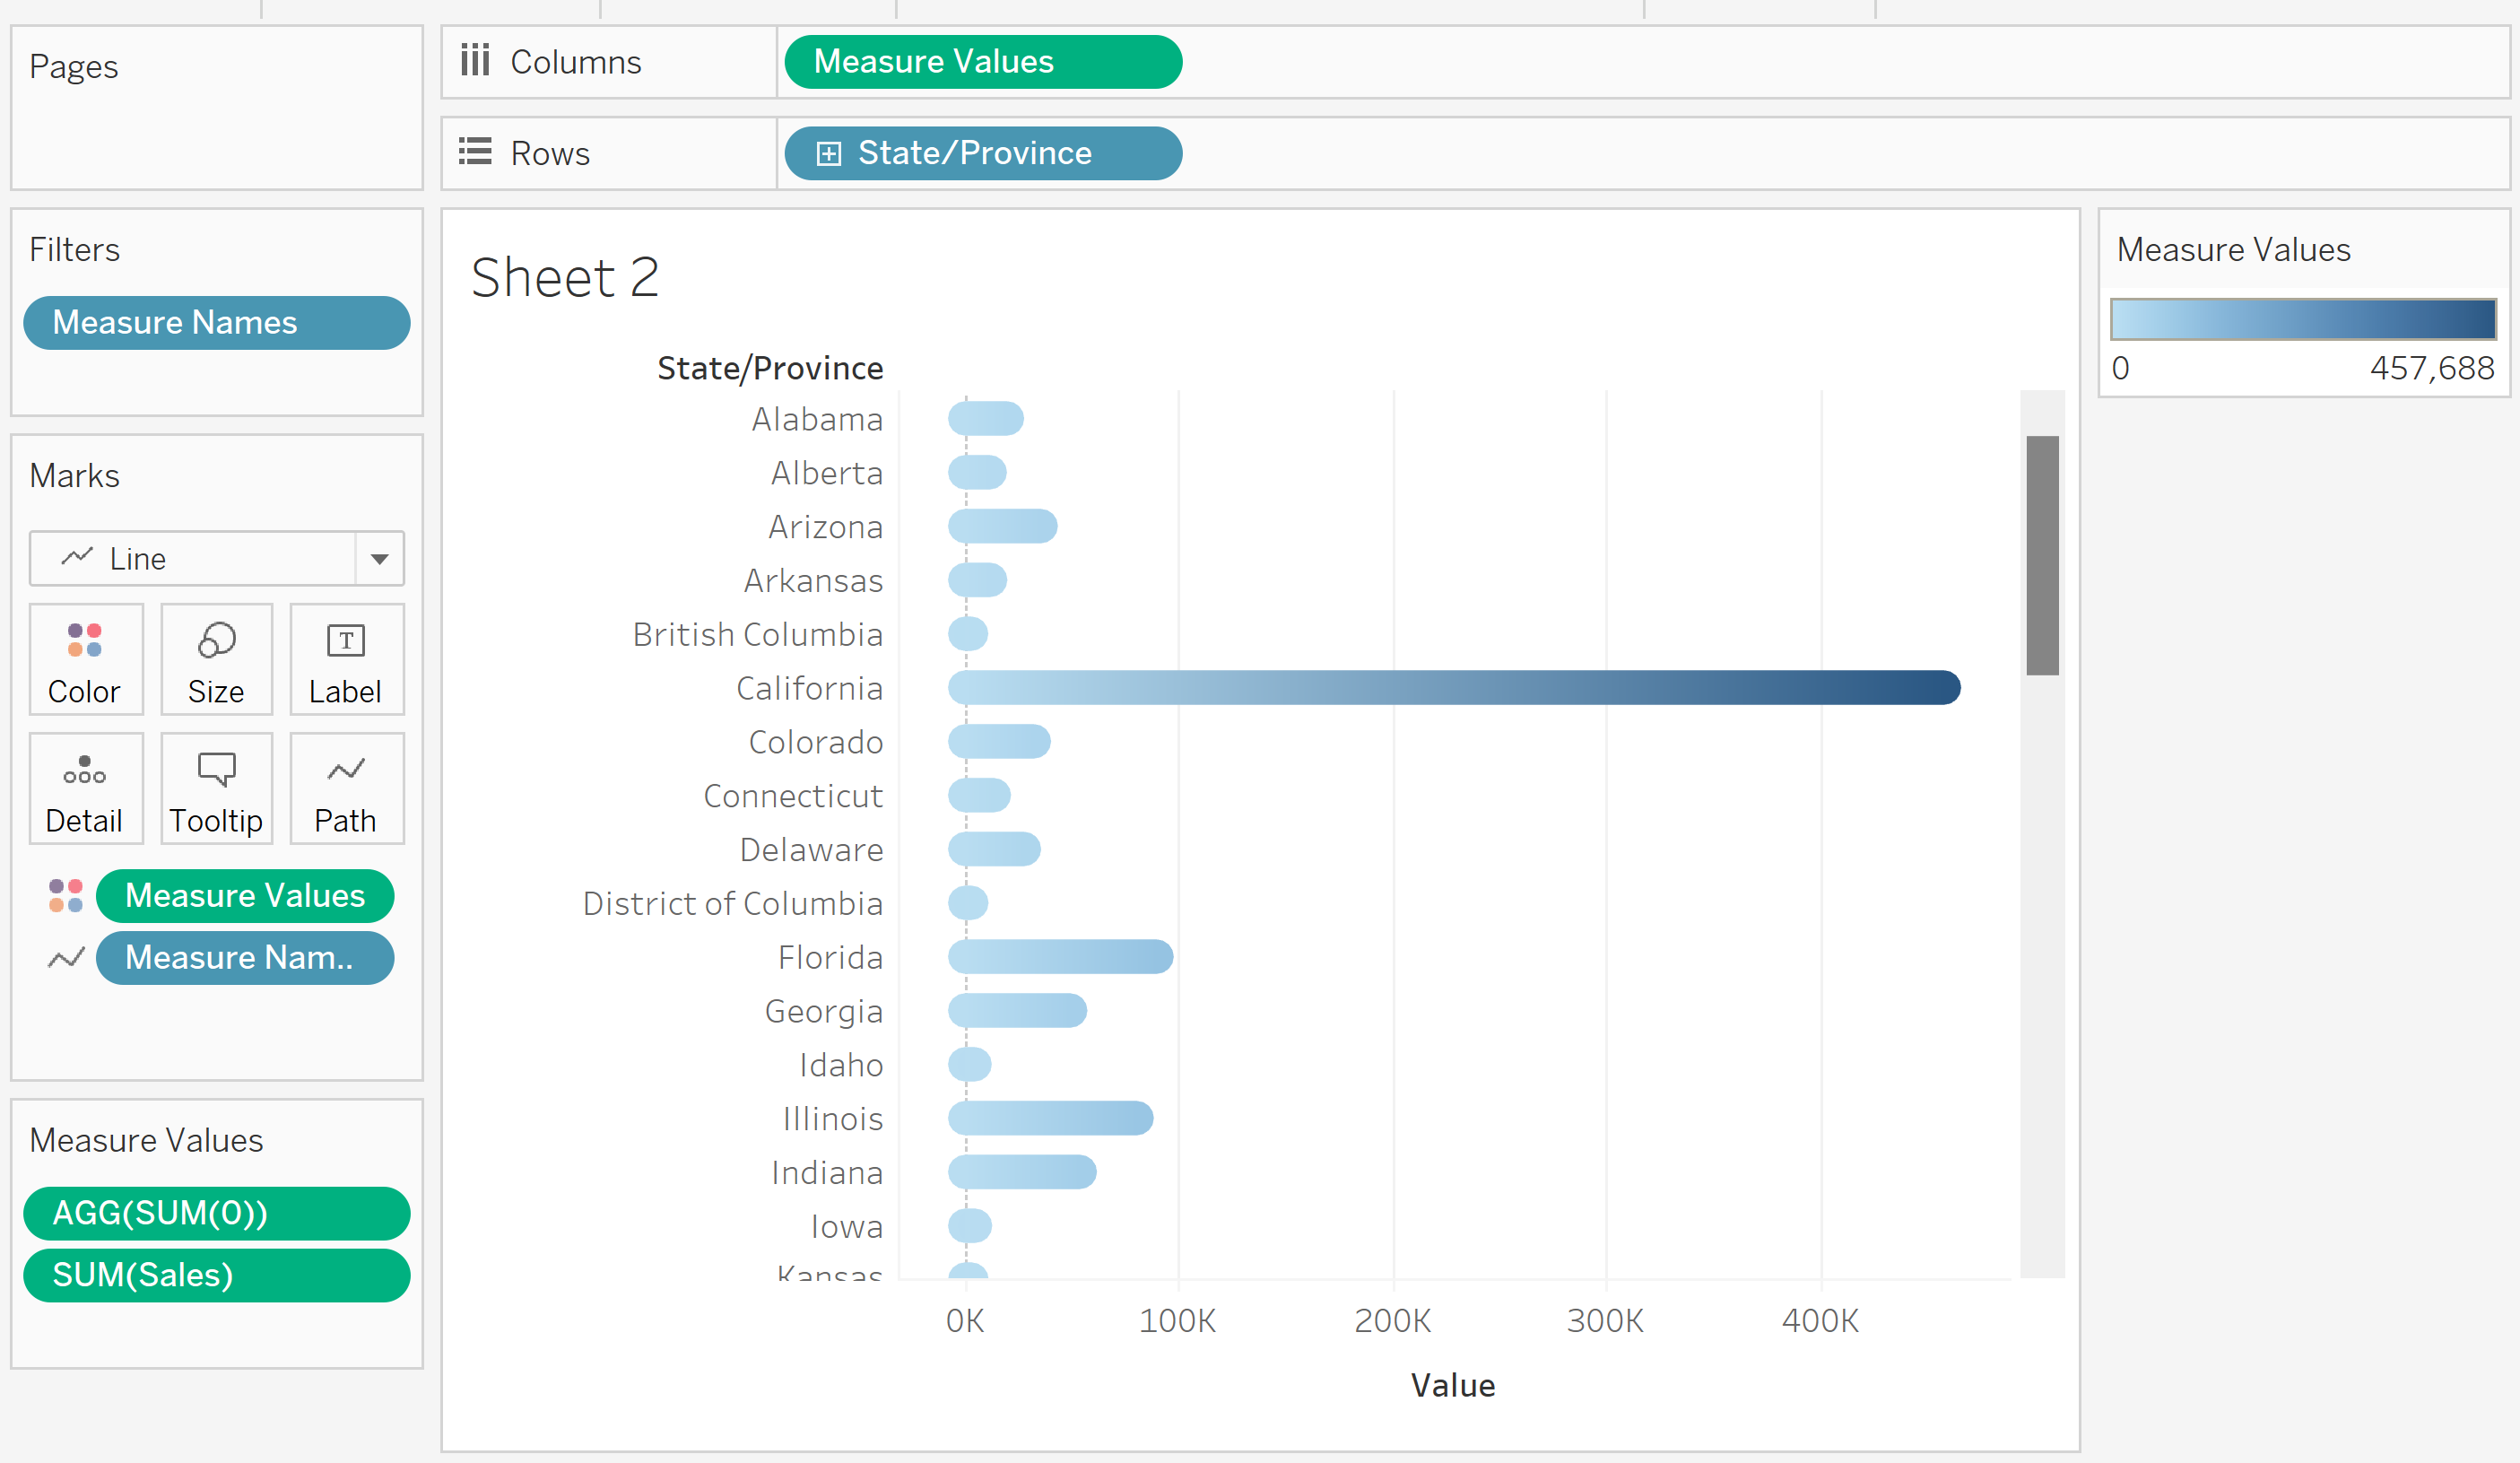 Pages
Columns
Measure Values
Rows
State/Province
Filters
Measure Names
Marks
Line
Color
Size
T
Label
Detail
Tooltip
Path
Measure Values
Measure Nam..
Measure Values
AGG(SUM(0))
SUM(Sales)
Sheet 2
State/Province
Alabama
Alberta
Arizona
Arkansas
British Columbia
California
Colorado
Connecticut
Delaware
District of Columbia
Florida
Georgia
Idaho
Illinois
Indiana
Iowa
Kansas
0K 100K 200K 300K 400K
Value
Measure Values
0 457,688